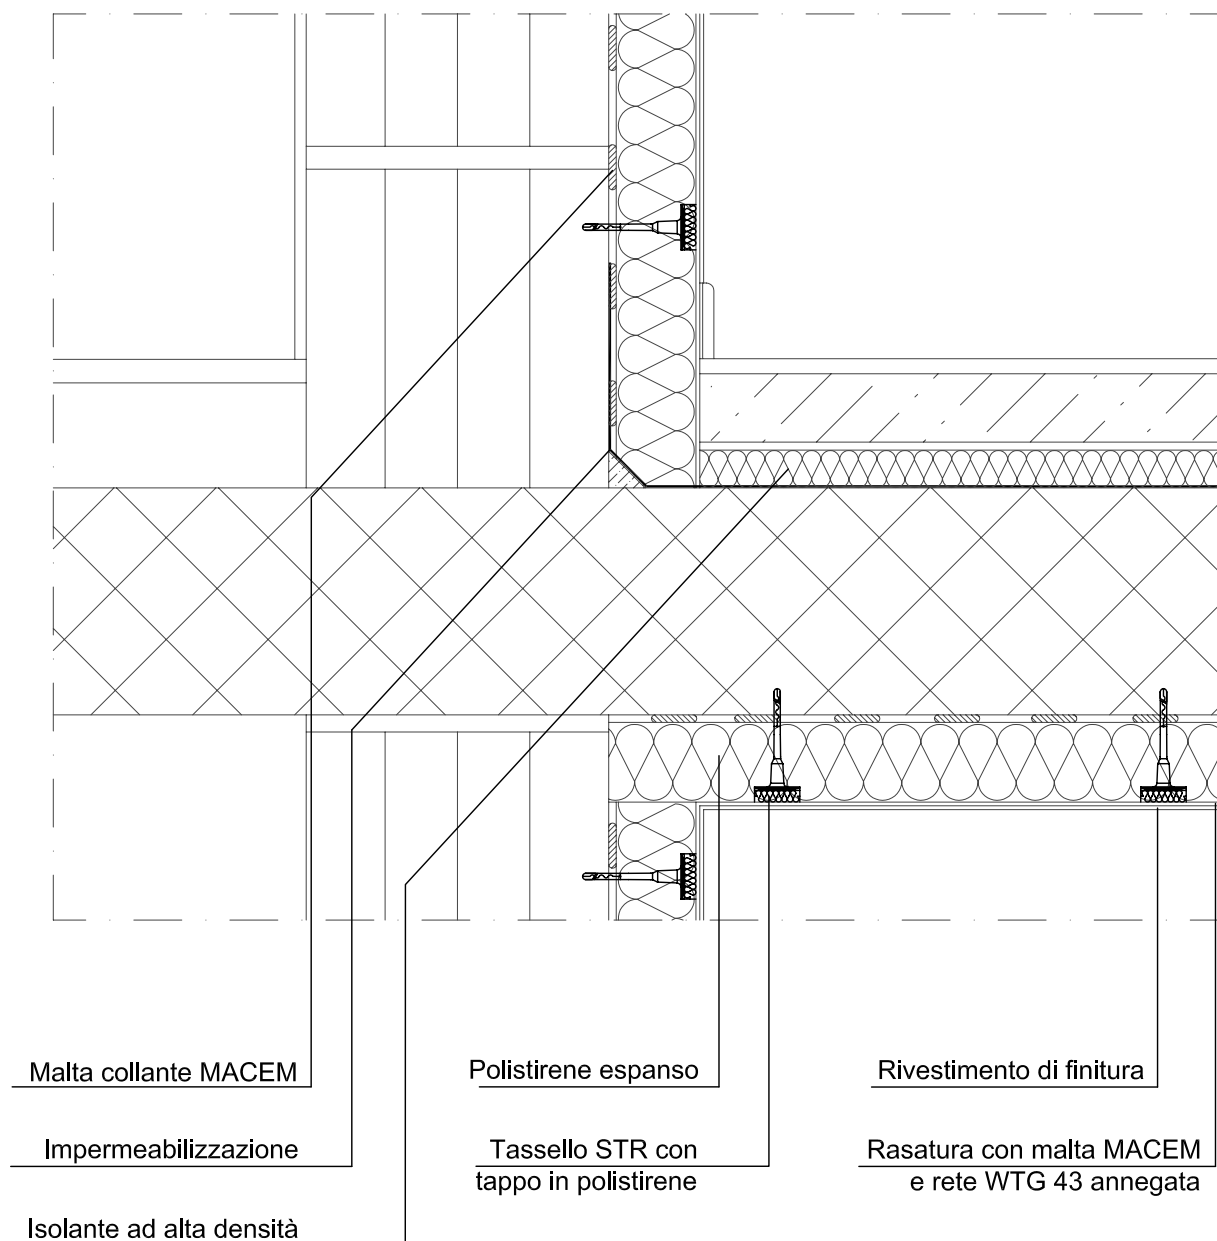 Malta collante MACEM
Impermeabilizzazione
Isolante ad alta densità
Polistirene espanso
Tassello STR con
tappo in polistirene
Rivestimento di finitura
Rasatura con malta MACEM
e rete WTG 43 annegata